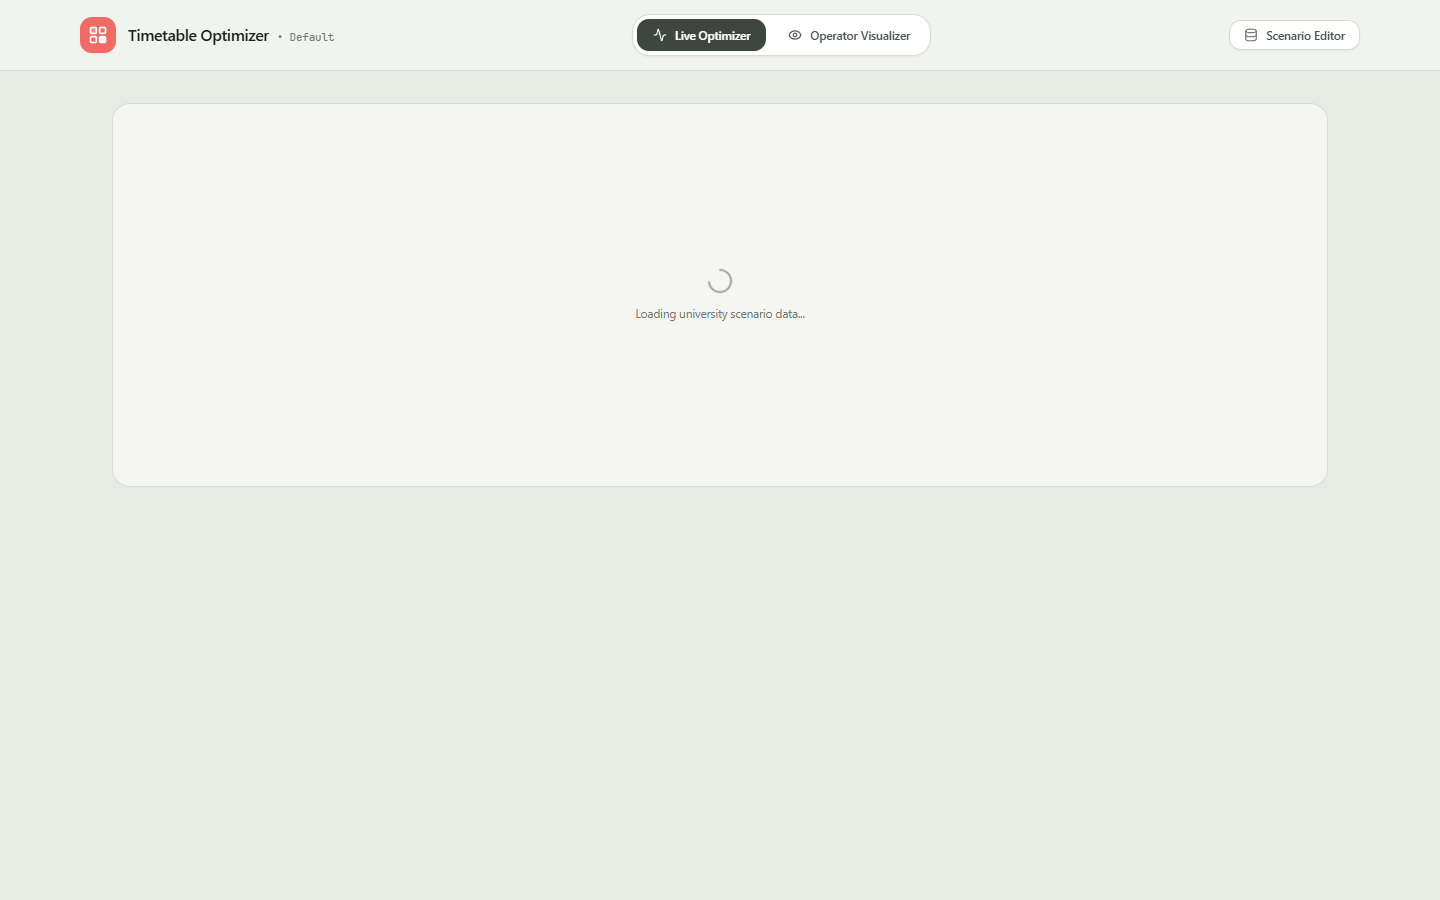 Timetable Optimizer • Default
Live Optimizer
Operator Visualizer
Scenario Editor
Loading university scenario data...